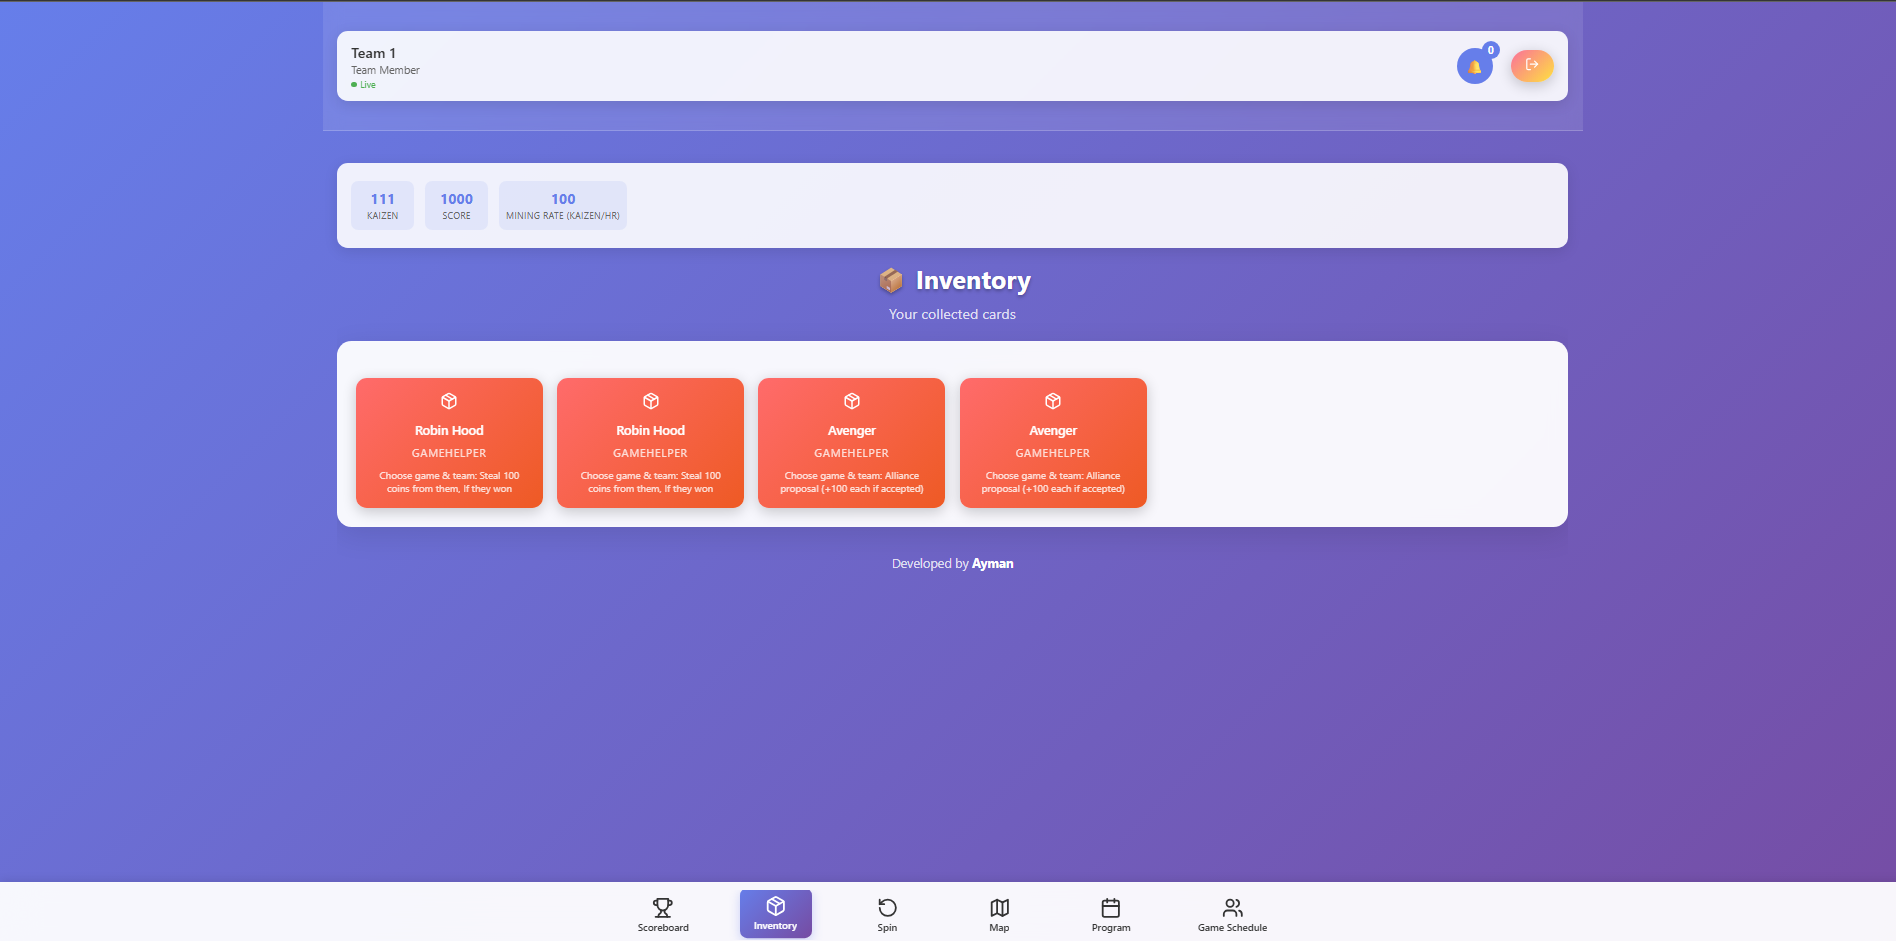 Team 1
Team Member
Live
0
111
KAIZEN
1000
SCORE
100
MINING RATE (KAIZEN/HR)
Inventory
Your collected cards
Robin Hood
GAMEHELPER
Choose game & team: Steal 100
coins from them, If they won
Robin Hood
GAMEHELPER
Choose game & team: Steal 100
coins from them, If they won
Avenger
GAMEHELPER
Choose game & team: Alliance
proposal (+100 each if accepted)
Avenger
GAMEHELPER
Choose game & team: Alliance
proposal (+100 each if accepted)
Developed by Ayman
Scoreboard
Inventory
Spin
Map
Program
Game Schedule